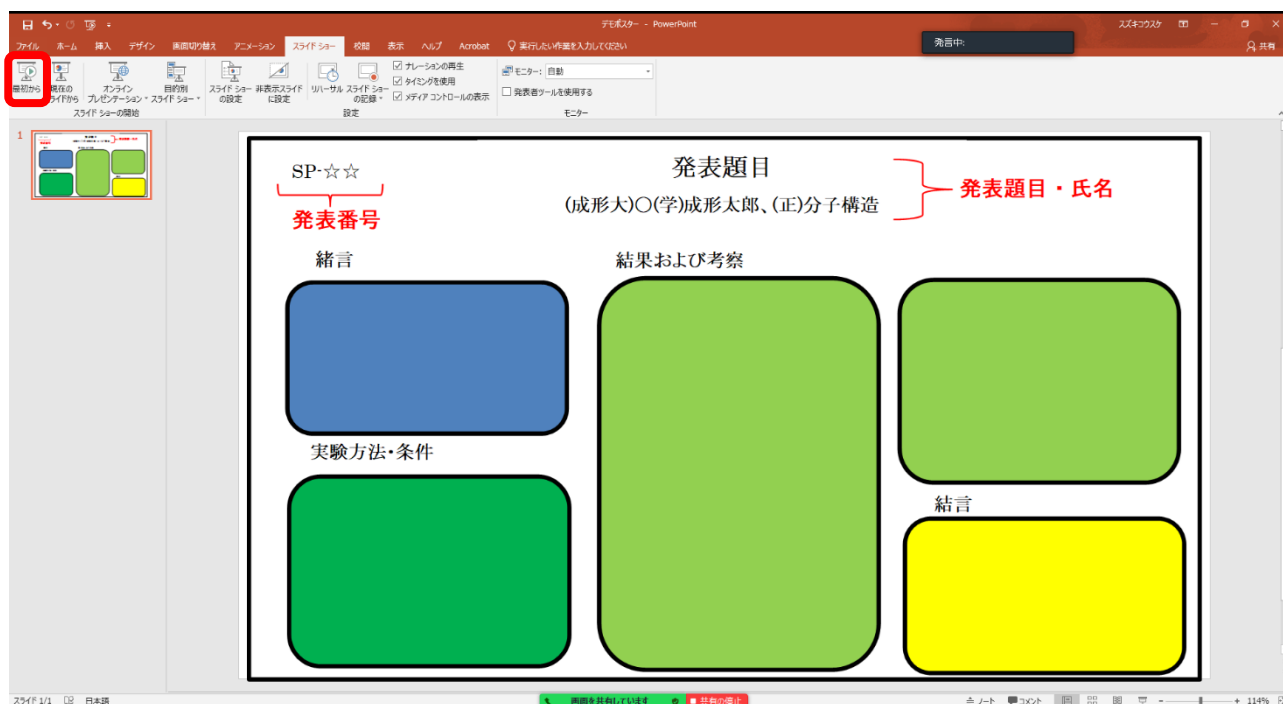 デモポスター - PowerPoint
スズキコウスケ
ファイル ホーム 挿入 デザイン 画面切り替え アニメーション スライド ショー 校閲 表示 ヘルプ Acrobat 実行したい作業を入力してください
発言中:
共有
最初から
現在の
スライドから
オンライン
プレゼンテーション
目的別
スライド ショー
スライド ショー
の設定
非表示スライド
に設定
リハーサル
スライド ショー
の記録
ナレーションの再生
タイミングを使用
メディア コントロールの表示
モニター: 自動
発表者ツールを使用する
スライド ショーの開始
設定
モニター
1
SP-☆☆
発表番号
発表題目
(成形大)○(学)成形太郎、(正)分子構造
発表題目・氏名
緒言
結果および考察
実験方法・条件
結言
スライド 1/1 日本語
画面を共有しています
共有の停止
ノート コメント
114%